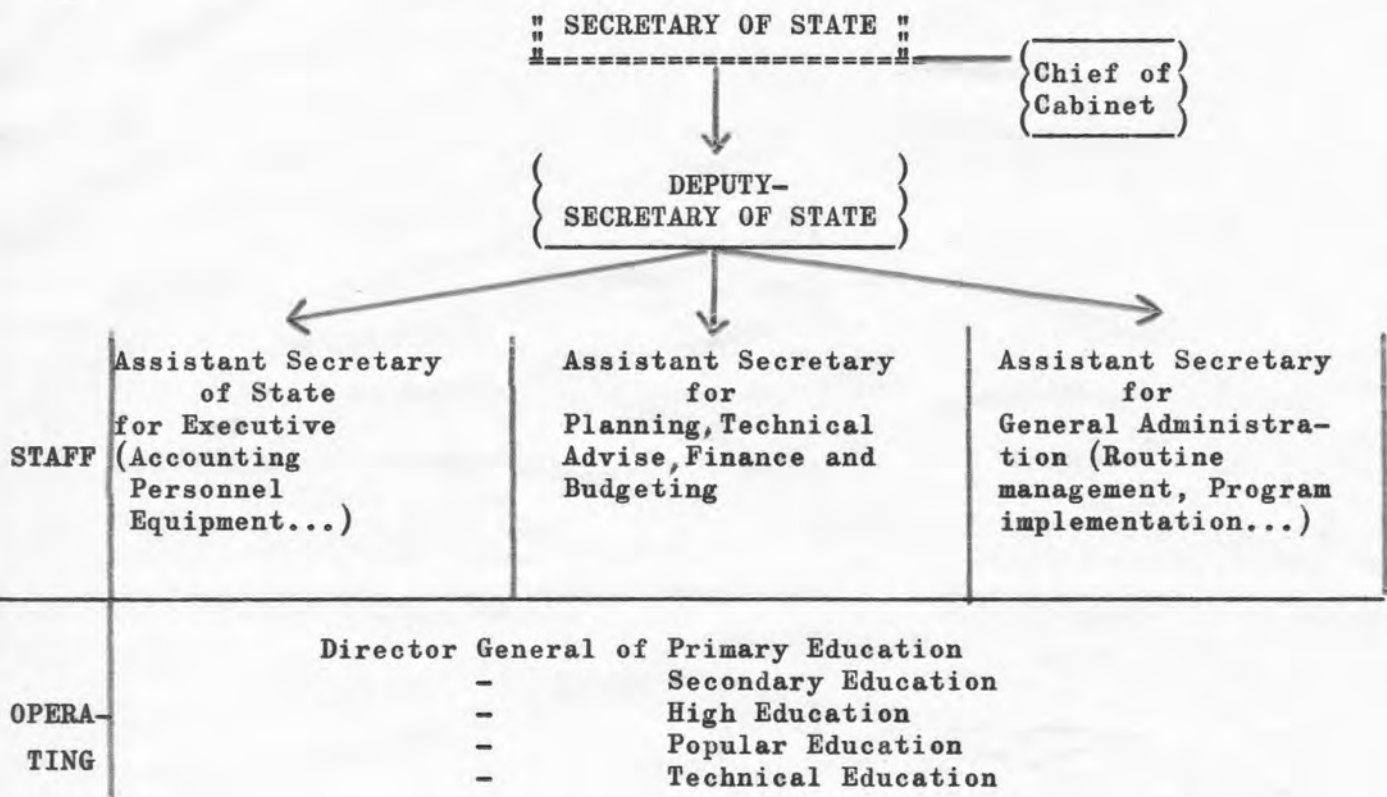 SECRETARY OF STATE
Chief of
Cabinet
DEPUTY-
SECRETARY OF STATE
STAFF
Assistant Secretary
of State
for Executive
(Accounting
Personnel
Equipment...)
Assistant Secretary
for
Planning, Technical
Advise, Finance and
Budgeting
Assistant Secretary
for
General Administra-
tion (Routine
management, Program
implementation...)
OPERA-
TING
Director General of Primary Education
- Secondary Education
- High Education
- Popular Education
- Technical Education